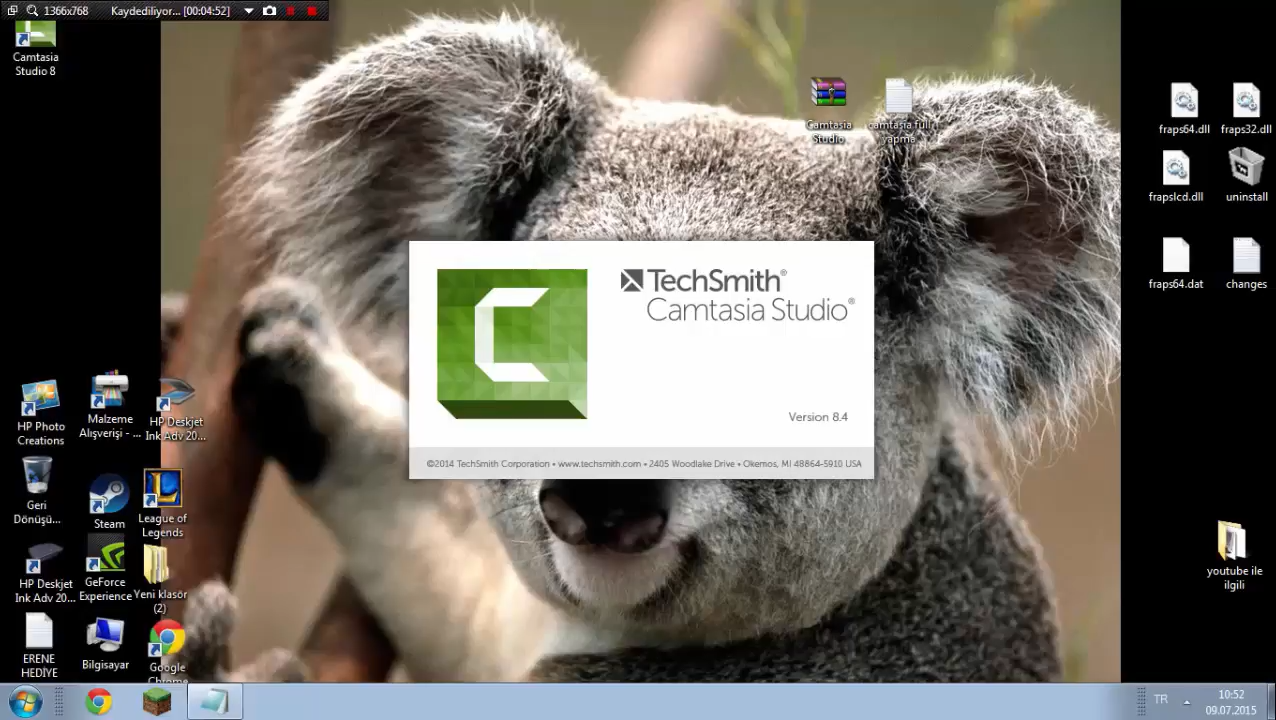 1366x768 Kaydediliyor... [00:04:52]
Camtasia
Studio 8
Camtasia
Studio
camtasia full
yapma
fraps64.dll
fraps32.dll
frapslcd.dll
uninstall
fraps64.dat
changes
TechSmith®
Camtasia Studio®
Version 8.4
©2014 TechSmith Corporation • www.techsmith.com • 2405 Woodlake Drive • Okemos, MI 48864-5910 USA
HP Photo
Creations
Malzeme
Alışverişi - ...
HP Deskjet
Ink Adv 20...
Geri
Dönüşü...
Steam
League of
Legends
HP Deskjet
Ink Adv 20...
GeForce
Experience
Yeni klasör
(2)
ERENE
HEDİYE
Bilgisayar
Google
Chrome
youtube ile
ilgili
TR
10:52
09.07.2015